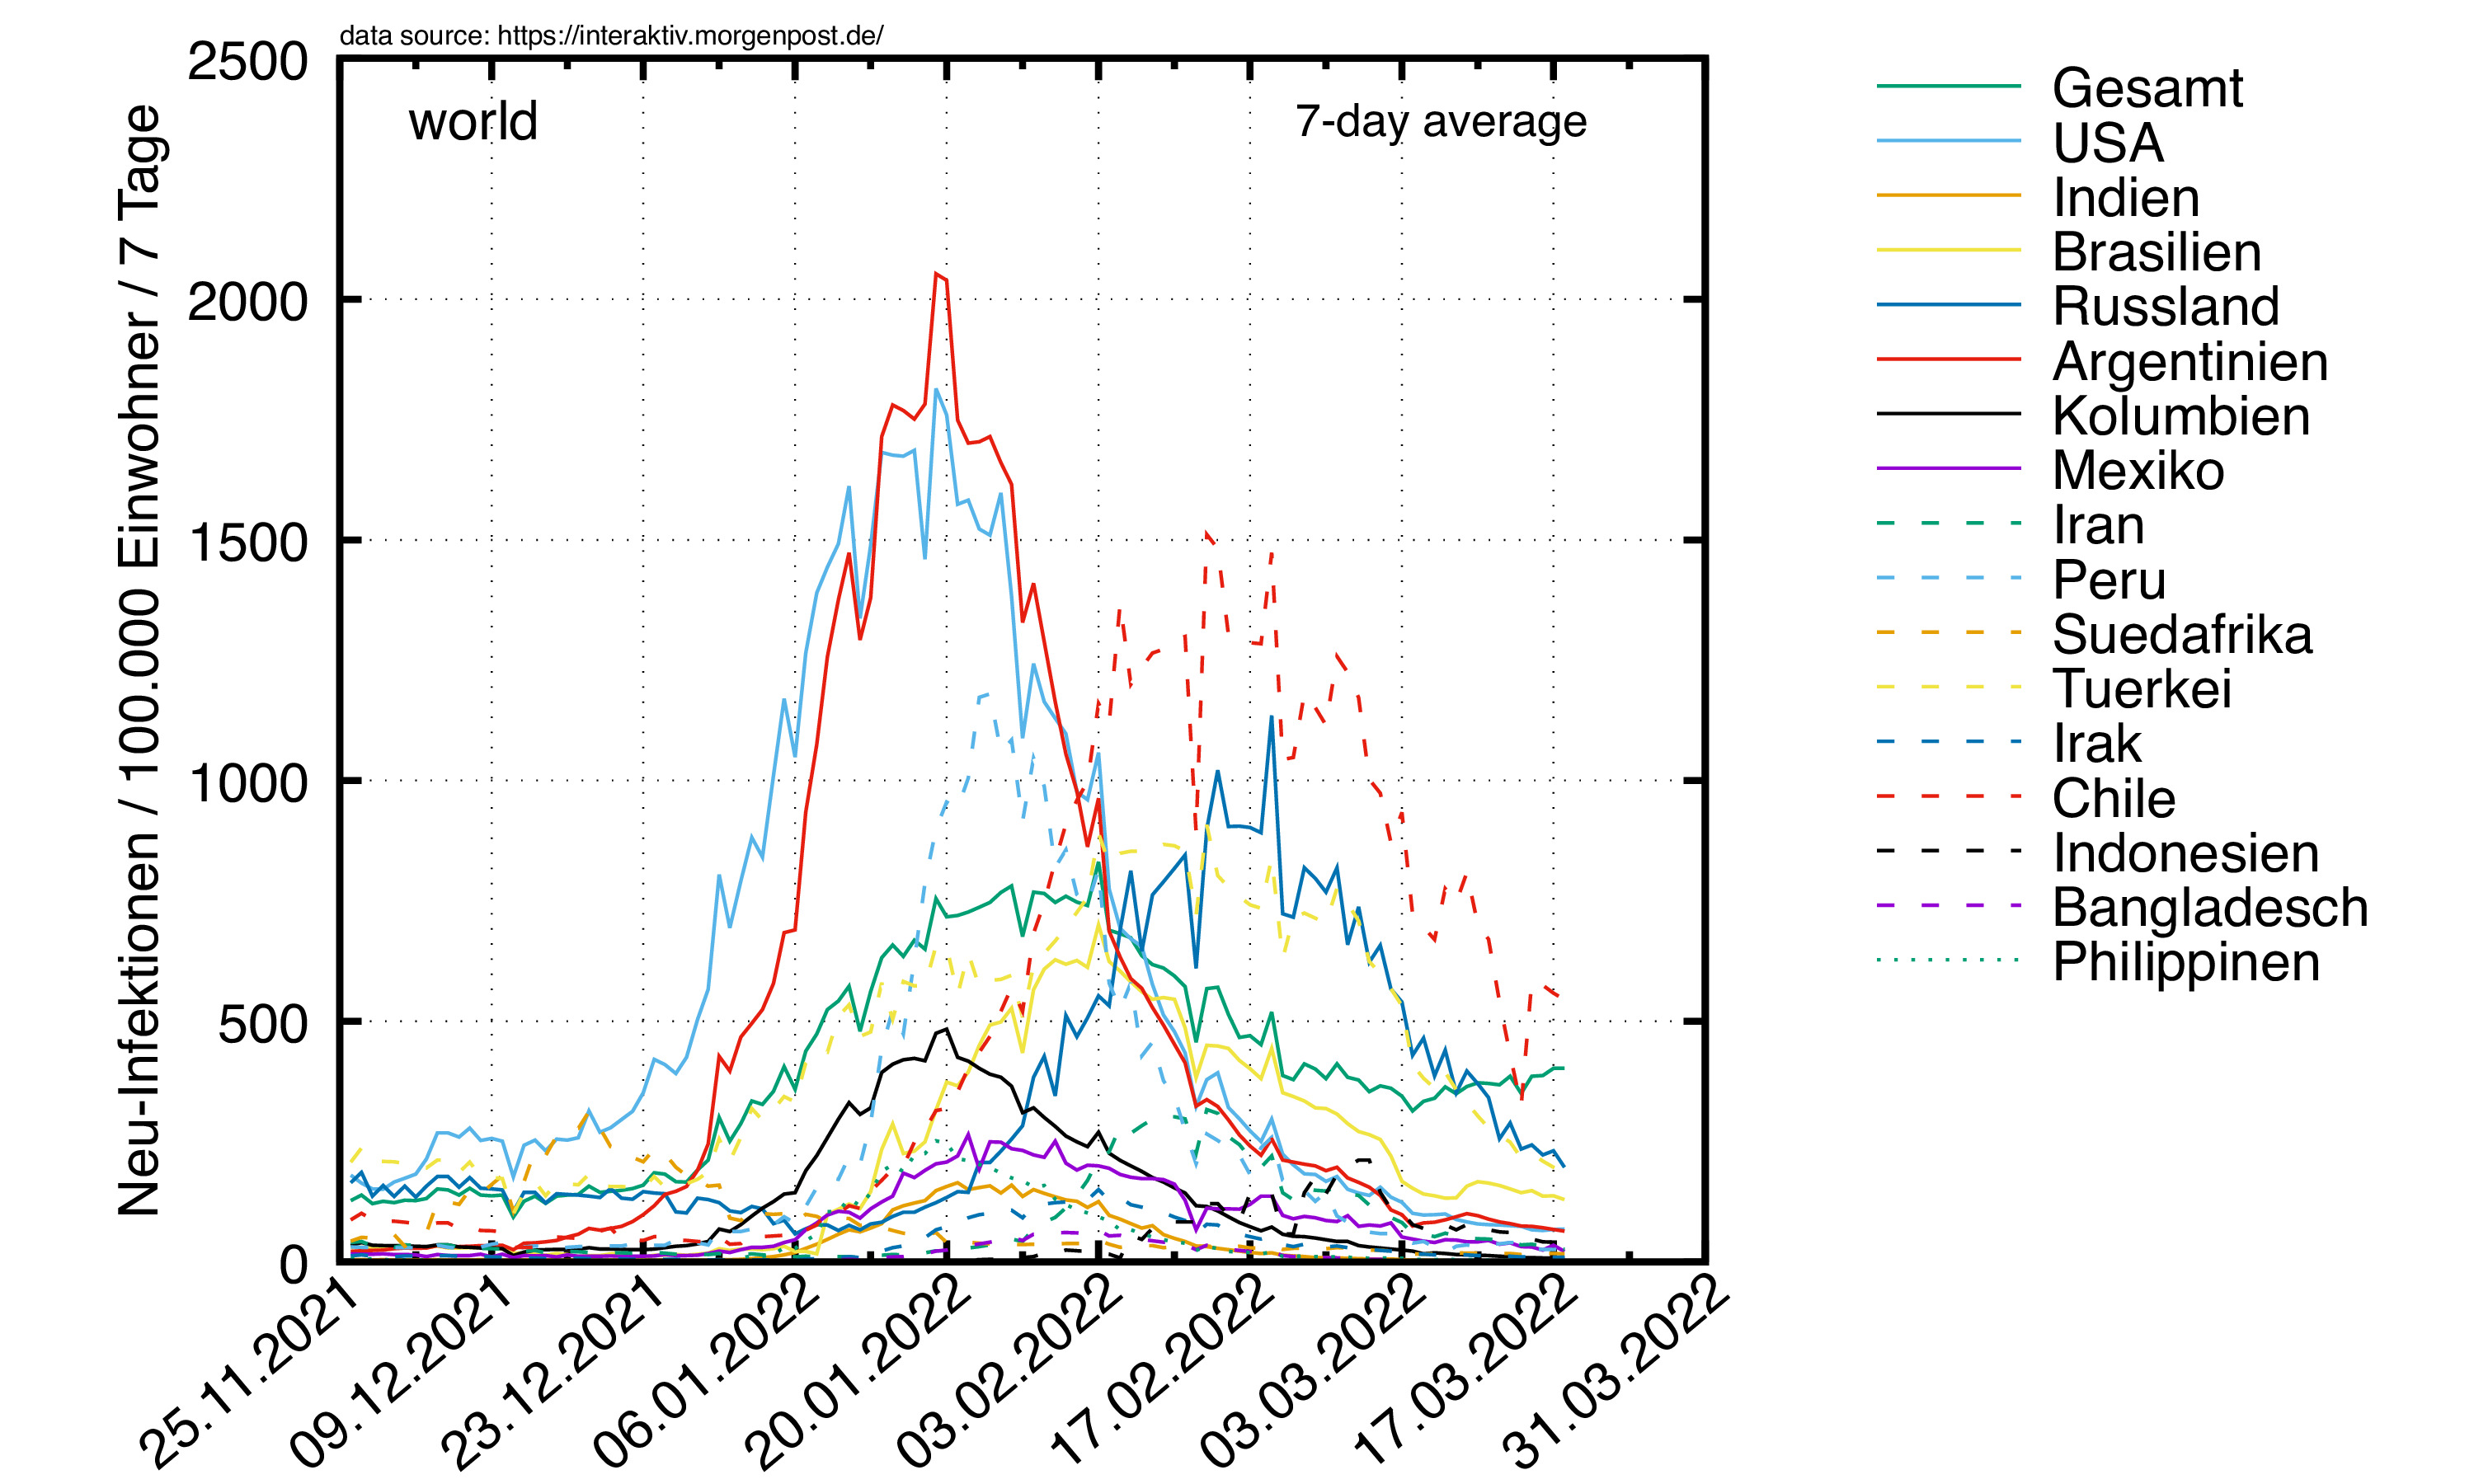 data source: https://interaktiv.morgenpost.de/
world
7-day average
Neu-Infektionen / 100.000 Einwohner / 7 Tage
2500
2000
1500
1000
500
0
25.11.2021
09.12.2021
23.12.2021
06.01.2022
20.01.2022
03.02.2022
17.02.2022
03.03.2022
17.03.2022
31.03.2022
Gesamt
USA
Indien
Brasilien
Russland
Argentinien
Kolumbien
Mexiko
Iran
Peru
Suedafrika
Tuerkei
Irak
Chile
Indonesien
Bangladesch
Philippinen